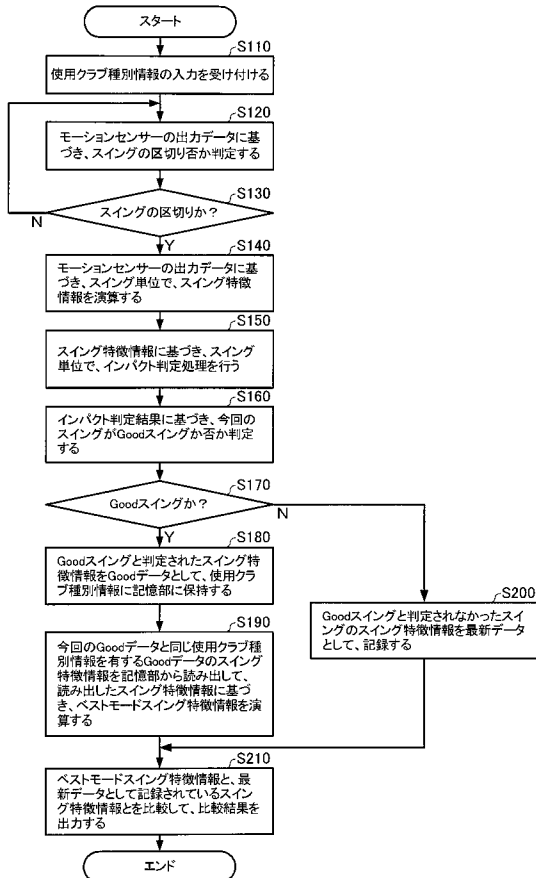 スタート
S110
使用クラブ種別情報の入力を受け付ける
S120
モーションセンサーの出力データに基
づき、スイングの区切り否か判定する
S130
スイングの区切りか？
N
Y
S140
モーションセンサーの出力データに基
づき、スイング単位で、スイング特徴
情報を演算する
S150
スイング特徴情報に基づき、スイング
単位で、インパクト判定処理を行う
S160
インパクト判定結果に基づき、今回の
スイングがGoodスイングか否か判定
する
S170
Goodスイングか？
N
Y
S180
Goodスイングと判定されたスイング特
徴情報をGoodデータとして、使用クラ
ブ種別情報に記憶部に保持する
S190
今回のGoodデータと同じ使用クラブ種
別情報を有するGoodデータのスイング
特徴情報を記憶部から読み出して、
読み出したスイング特徴情報に基づ
き、ベストモードスイング特徴情報を演
算する
S200
Goodスイングと判定されなかったスイ
ングのスイング特徴情報を最新データ
として、記録する
S210
ベストモードスイング特徴情報と、最
新データとして記録されているスイン
グ特徴情報とを比較して、比較結果を
出力する
エンド